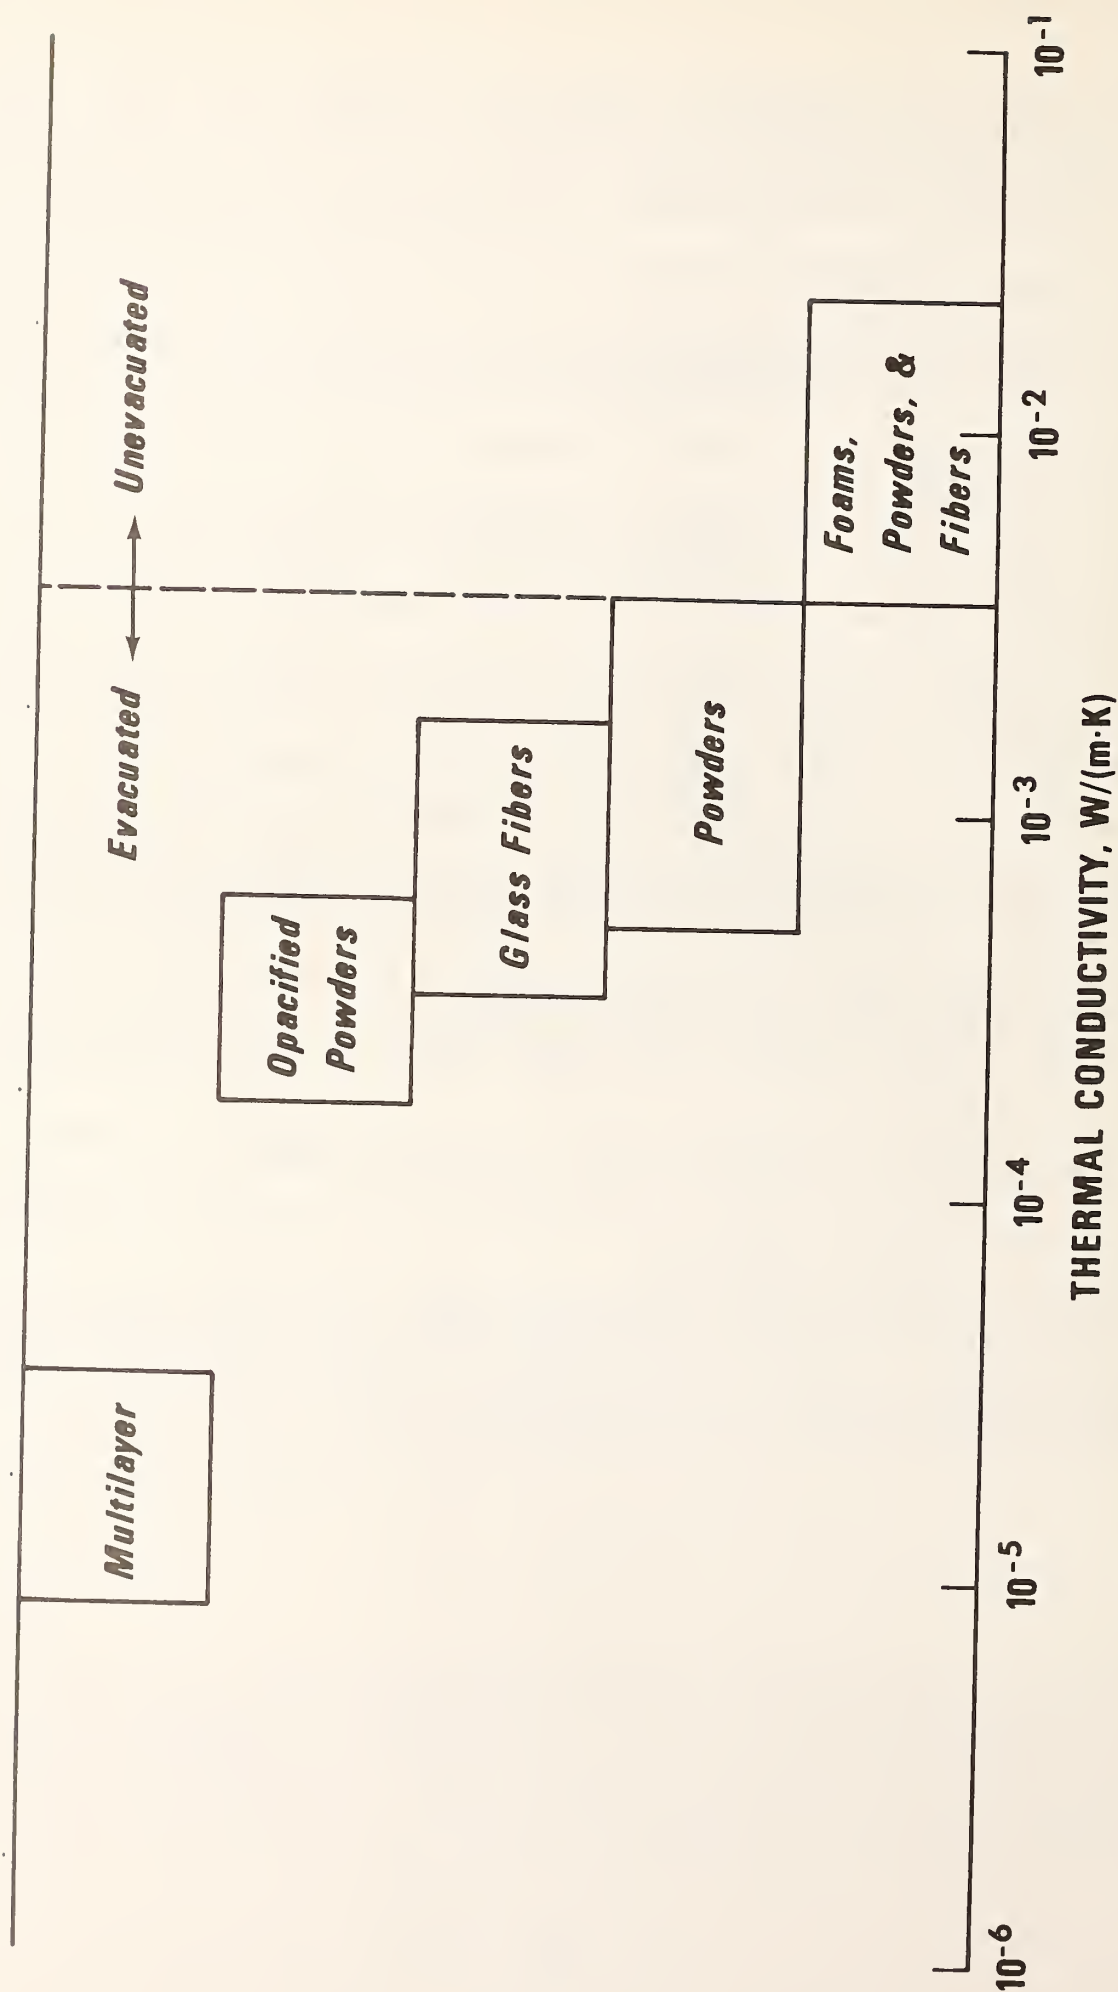 Evacuated
Unevacuated
Multilayer
Opacified
Powders
Glass Fibers
Powders
Foams,
Powders, &
Fibers
10⁻⁶
10⁻⁵
10⁻⁴
10⁻³
10⁻²
10⁻¹
THERMAL CONDUCTIVITY, W/(m·K)